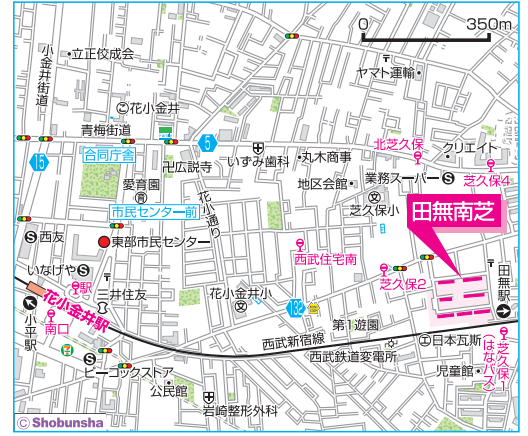 0 350m
小金井街道
立正佼成会
ヤマト運輸
花小金井
青梅街道
5
15
合同庁舎
卍広説寺
いずみ歯科
丸木商事
北芝久保
クリエイト
芝久保4
愛育園
地区会館
業務スーパー
市民センター前
花小通り
芝久保小
田無南芝
西友
東部市民センター
西武住宅南
いなげや
駅
三井住友
花小金井小
芝久保2
田無駅
花小金井駅
132
小平駅
南口
第1遊園
西武新宿線
日本瓦斯
西武鉄道変電所
芝久保(はなバス)
ピーコックストア
児童館
公民館
岩崎整形外科
© Shobunsha